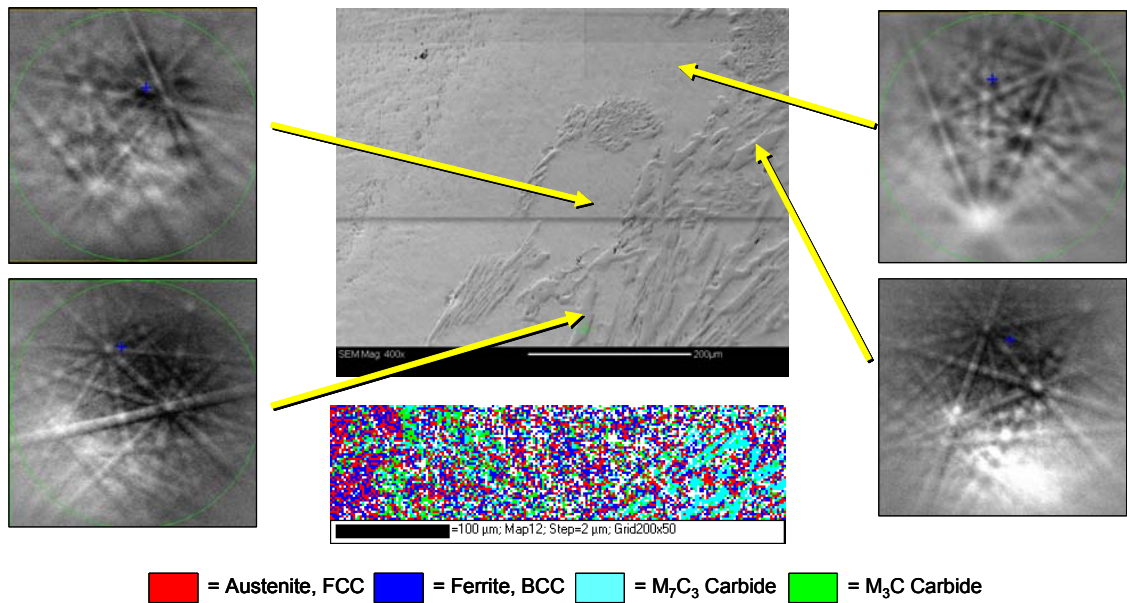 SEM Mag: 400x 200µm
=100 µm; Map12; Step=2 µm; Grid200x50
= Austenite, FCC = Ferrite, BCC = M₇C₃ Carbide = M₃C Carbide